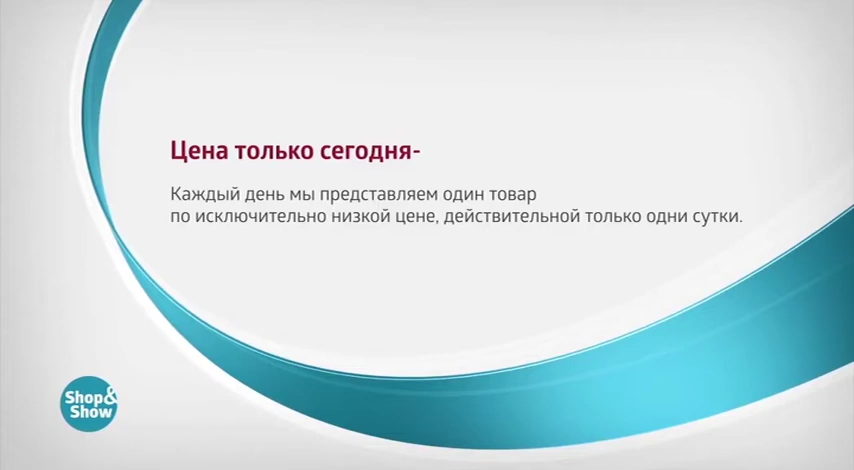 Цена только сегодня-
Каждый день мы представляем один товар
по исключительно низкой цене, действительной только одни сутки.
Shop&
Show